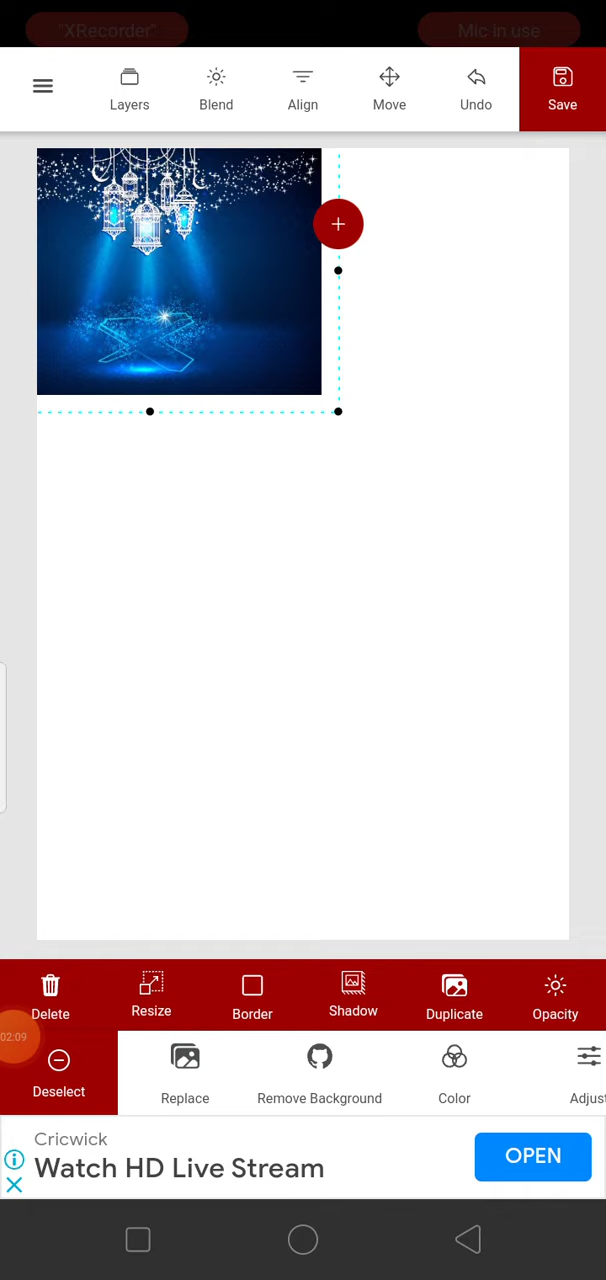 "XRecorder"
Mic in use
Layers
Blend
Align
Move
Undo
Save
Delete
Resize
Border
Shadow
Duplicate
Opacity
02:09
Deselect
Replace
Remove Background
Color
Adjus
Cricwick
Watch HD Live Stream
OPEN